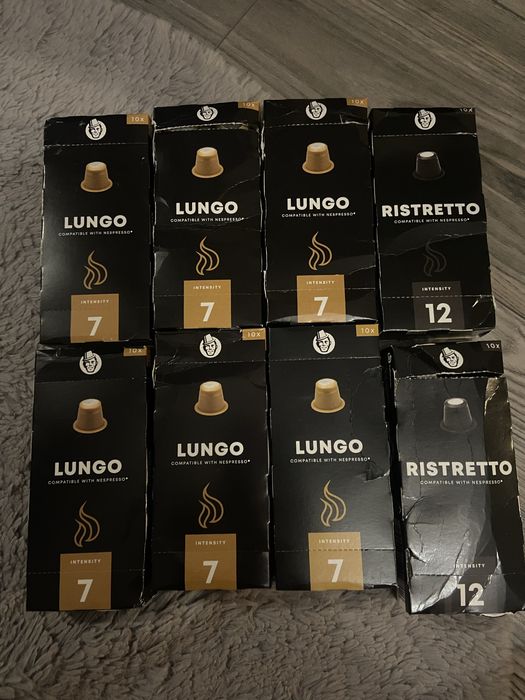 10X
LUNGO
COMPATIBLE WITH NESPRESSO*
INTENSITY
7
10X
LUNGO
COMPATIBLE WITH NESPRESSO*
INTENSITY
7
10X
LUNGO
COMPATIBLE WITH NESPRESSO*
INTENSITY
7
10X
RISTRETTO
COMPATIBLE WITH NESPRESSO*
INTENSITY
12
10X
LUNGO
COMPATIBLE WITH NESPRESSO*
INTENSITY
7
10X
LUNGO
COMPATIBLE WITH NESPRESSO*
INTENSITY
7
10X
LUNGO
COMPATIBLE WITH NESPRESSO*
INTENSITY
7
10X
RISTRETTO
COMPATIBLE WITH NESPRESSO*
INTENSITY
12